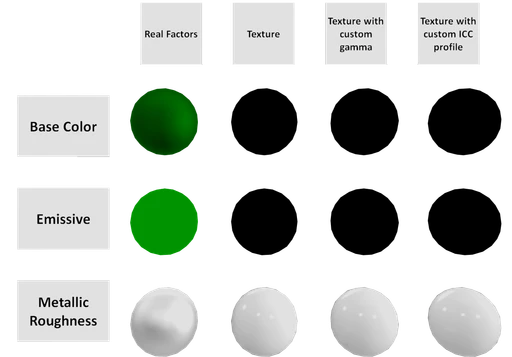 Real Factors
Texture
Texture with
custom
gamma
Texture with
custom ICC
profile
Base Color
Emissive
Metallic
Roughness